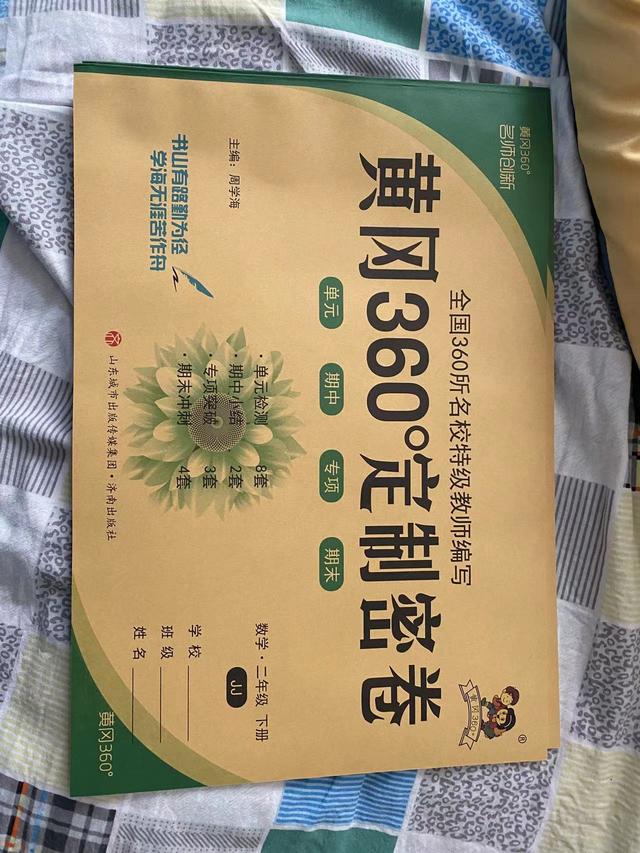 黄冈360°
名师创新
全国360所名校特级教师编写
黄冈360°定制密卷
单元 期中 专项 期末
主编：周学海
书山有路勤为径
学海无涯苦作舟
·单元检测 8套
·期中小结 2套
·专项突破 3套
·期末冲刺 4套
数学·二年级 下册
JJ
学校
班级
姓名
山东城市出版传媒集团·济南出版社
黄冈360°
黄冈360°
®